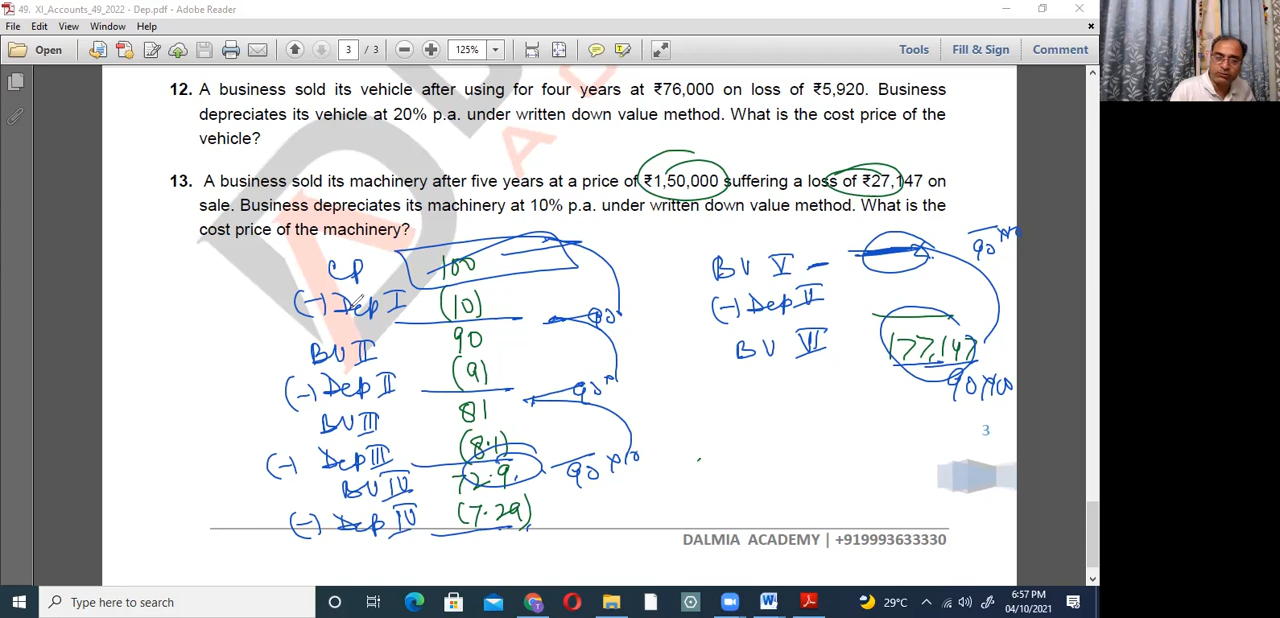 49. XI_Accounts_49_2022 - Dep.pdf - Adobe Reader
File Edit View Window Help
Open 3 / 3 125% Tools Fill & Sign Comment
12. A business sold its vehicle after using for four years at ₹76,000 on loss of ₹5,920. Business
depreciates its vehicle at 20% p.a. under written down value method. What is the cost price of the
vehicle?
13. A business sold its machinery after five years at a price of ₹1,50,000 suffering a loss of ₹27,147 on
sale. Business depreciates its machinery at 10% p.a. under written down value method. What is the
cost price of the machinery?
CP 100
(-) Dep I (10)
90
BV II 90
(-) Dep II (9)
90
BV III 81
(-) Dep III (8.1)
90
BV IV 72.9
(-) Dep IV (7.29)
BV V -
90
(-) Dep V
BV VI 177,147
90 x100
3
DALMIA ACADEMY | +919993633330
Type here to search
29°C
6:57 PM
04/10/2021